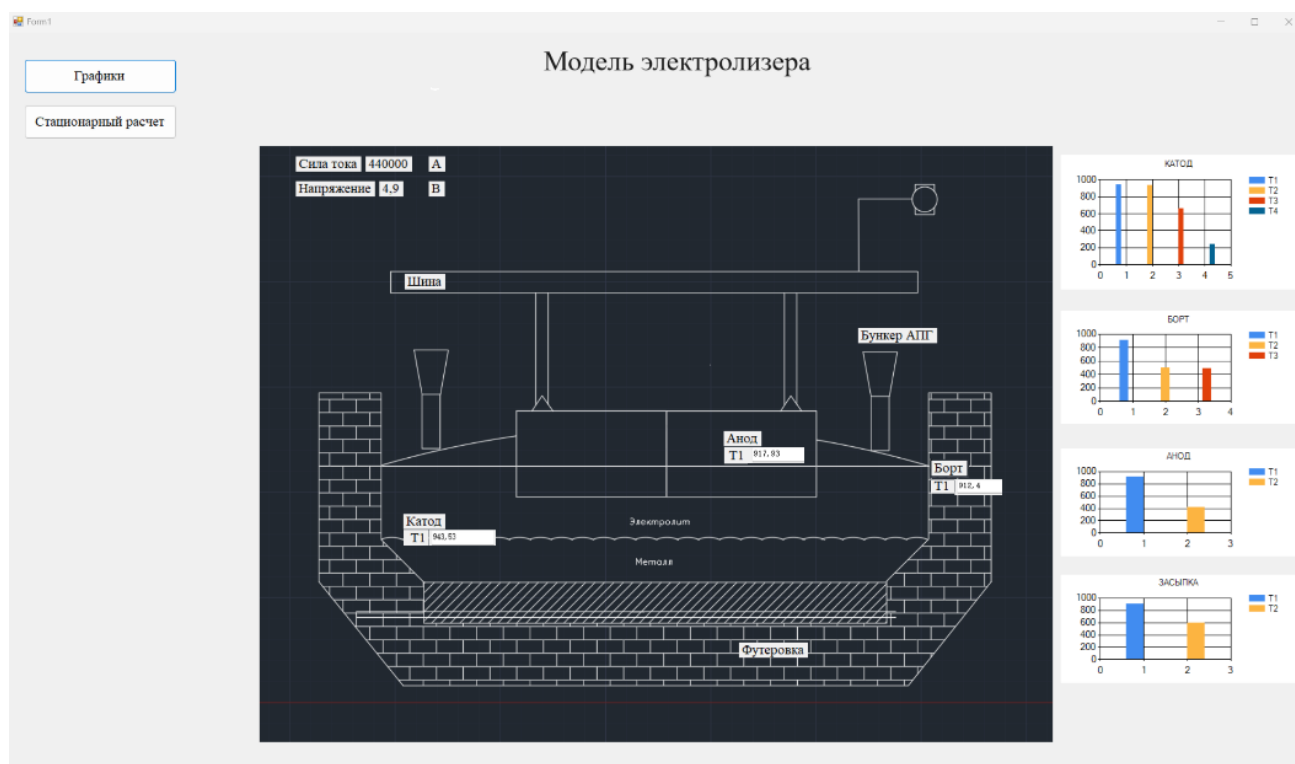 Form1
Модель электролизера
Графики
Стационарный расчет
Сила тока 440000 А
Напряжение 4.9 В
Шина
Бункер АПГ
Анод
T1 917,93
Борт
T1 912,4
Катод
T1 943,53
Электролит
Металл
Футеровка
КАТОД
1000
800
600
400
200
0
0 1 2 3 4 5
T1
T2
T3
T4
БОРТ
1000
800
600
400
200
0
0 1 2 3 4
T1
T2
T3
АНОД
1000
800
600
400
200
0
0 1 2 3
T1
T2
ЗАСЫПКА
1000
800
600
400
200
0
0 1 2 3
T1
T2